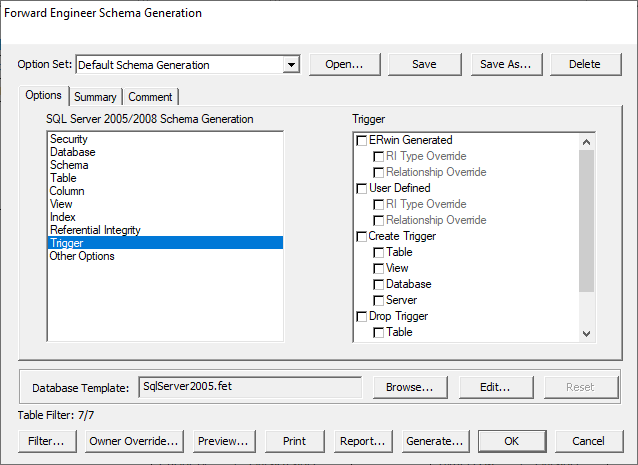 Forward Engineer Schema Generation
Option Set: Default Schema Generation Open... Save Save As... Delete
Options Summary Comment
SQL Server 2005/2008 Schema Generation
Security
Database
Schema
Table
Column
View
Index
Referential Integrity
Trigger
Other Options
Trigger
ERwin Generated
RI Type Override
Relationship Override
User Defined
RI Type Override
Relationship Override
Create Trigger
Table
View
Database
Server
Drop Trigger
Table
Database Template: SqlServer2005.fet Browse... Edit... Reset
Table Filter: 7/7
Filter... Owner Override... Preview... Print Report... Generate... OK Cancel